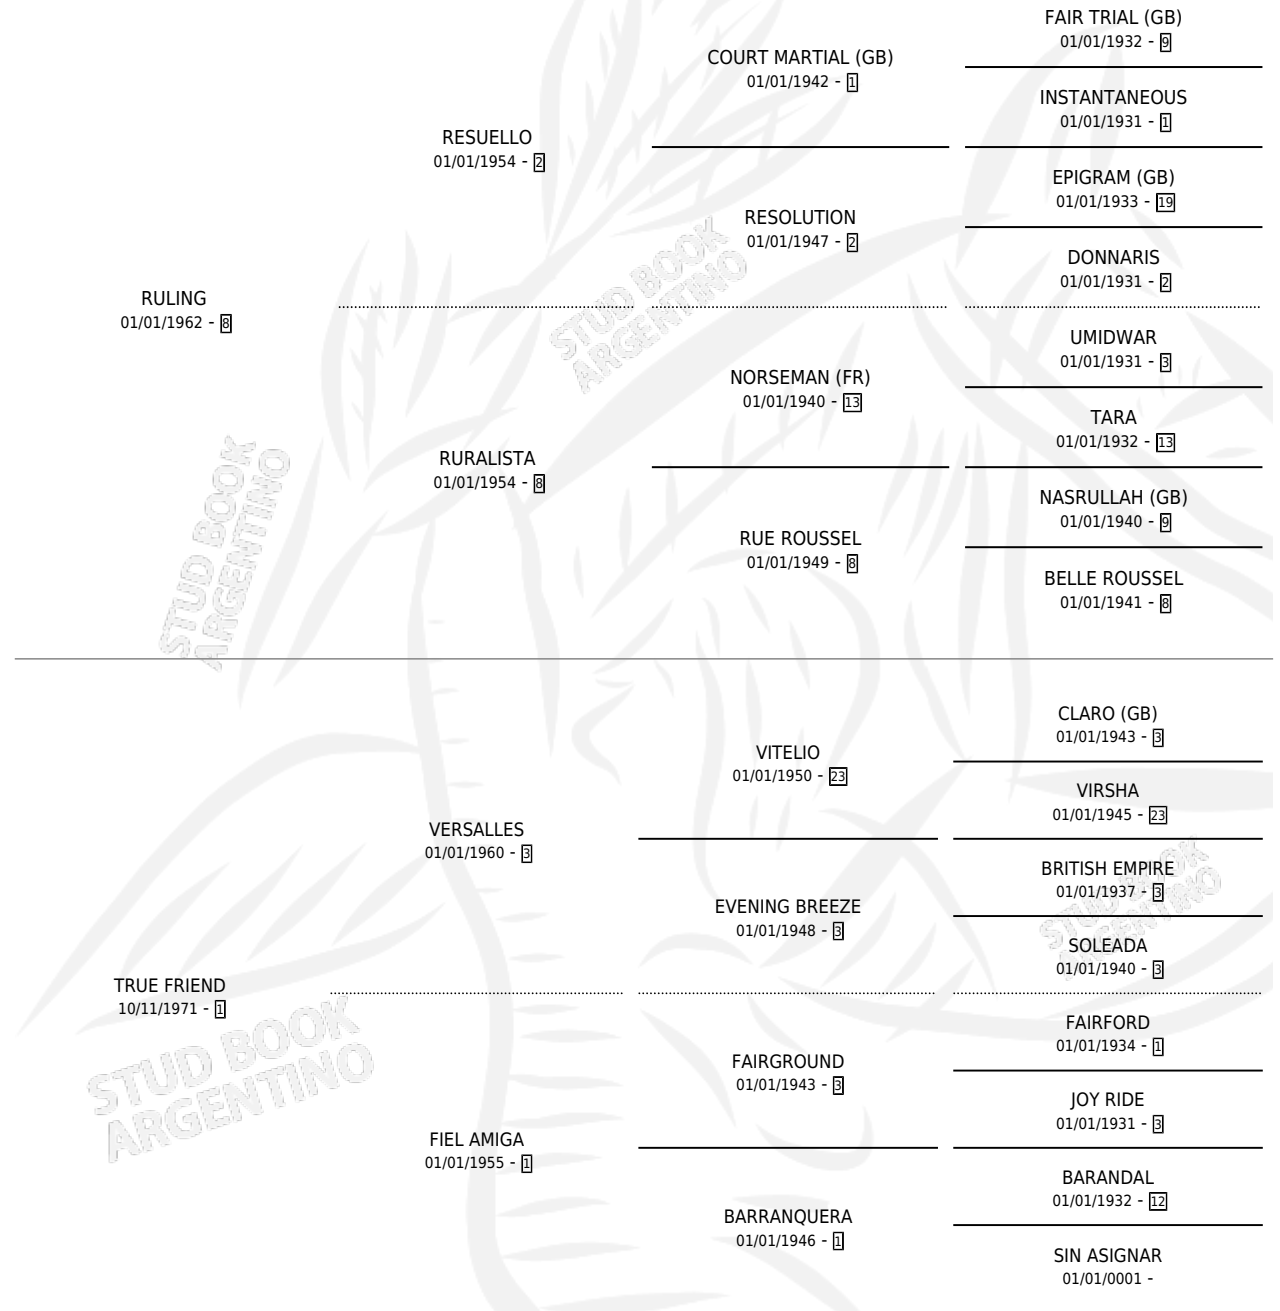 FAIR TRIAL (GB)
01/01/1932 - 9
COURT MARTIAL (GB)
01/01/1942 - 1
INSTANTANEOUS
01/01/1931 - 1
RESUELLO
01/01/1954 - 2
EPIGRAM (GB)
01/01/1933 - 19
RESOLUTION
01/01/1947 - 2
DONNARIS
01/01/1931 - 2
RULING
01/01/1962 - 8
UMIDWAR
01/01/1931 - 3
NORSEMAN (FR)
01/01/1940 - 13
TARA
01/01/1932 - 13
RURALISTA
01/01/1954 - 8
NASRULLAH (GB)
01/01/1940 - 9
RUE ROUSSEL
01/01/1949 - 8
BELLE ROUSSEL
01/01/1941 - 8
CLARO (GB)
01/01/1943 - 3
VITELIO
01/01/1950 - 23
VIRSHA
01/01/1945 - 23
VERSALLES
01/01/1960 - 3
BRITISH EMPIRE
01/01/1937 - 3
EVENING BREEZE
01/01/1948 - 3
SOLEADA
01/01/1940 - 3
TRUE FRIEND
10/11/1971 - 1
FAIRFORD
01/01/1934 - 1
FAIRGROUND
01/01/1943 - 3
JOY RIDE
01/01/1931 - 3
FIEL AMIGA
01/01/1955 - 1
BARANDAL
01/01/1932 - 12
BARRANQUERA
01/01/1946 - 1
SIN ASIGNAR
01/01/0001 -
STUD BOOK
ARGENTINO
STUD BOOK
ARGENTINO
STUD BOOK
ARGENTINO
STUD BOOK
ARGENTINO